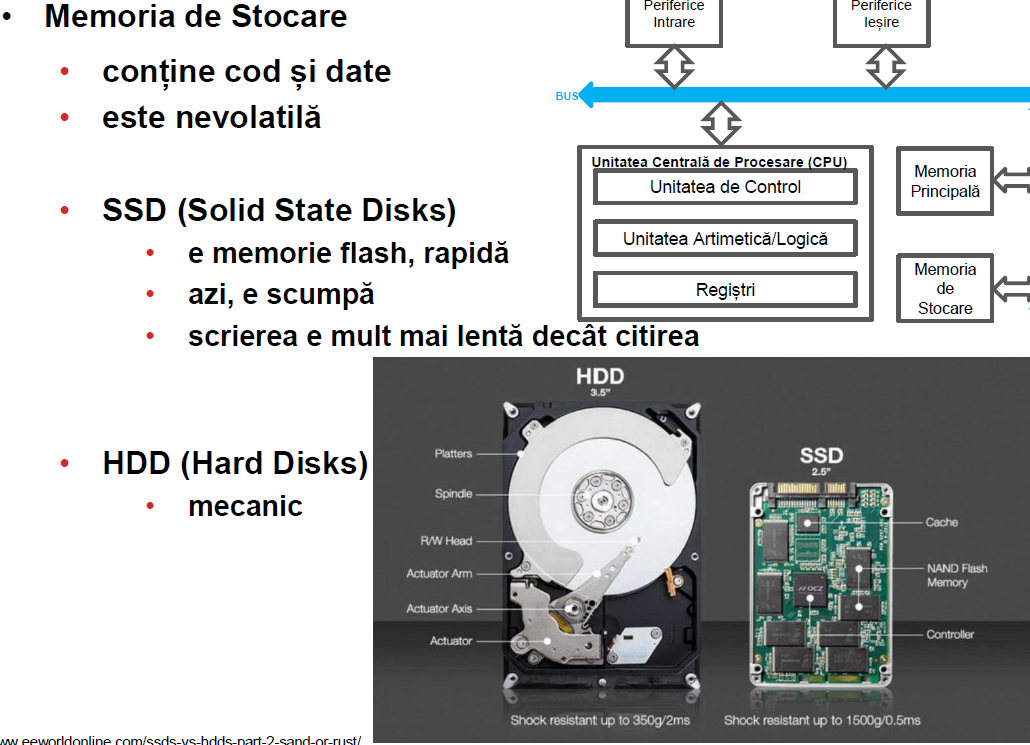 • Memoria de Stocare
• conține cod și date
• este nevolatilă
• SSD (Solid State Disks)
• e memorie flash, rapidă
• azi, e scumpă
• scrierea e mult mai lentă decât citirea
• HDD (Hard Disks)
• mecanic
Periferice
Intrare
Periferice
Ieșire
BUS
Unitatea Centrală de Procesare (CPU)
Unitatea de Control
Unitatea Artimetică/Logică
Regiștri
Memoria
Principală
Memoria
de
Stocare
HDD
3.5"
Platters
Spindle
R/W Head
Actuator Arm
Actuator Axis
Actuator
Shock resistant up to 350g/2ms
SSD
2.5"
Cache
NAND Flash
Memory
Controller
OCZ
Shock resistant up to 1500g/0.5ms
ww.eeworldonline.com/ssds-vs-hdds-part-2-sand-or-rust/